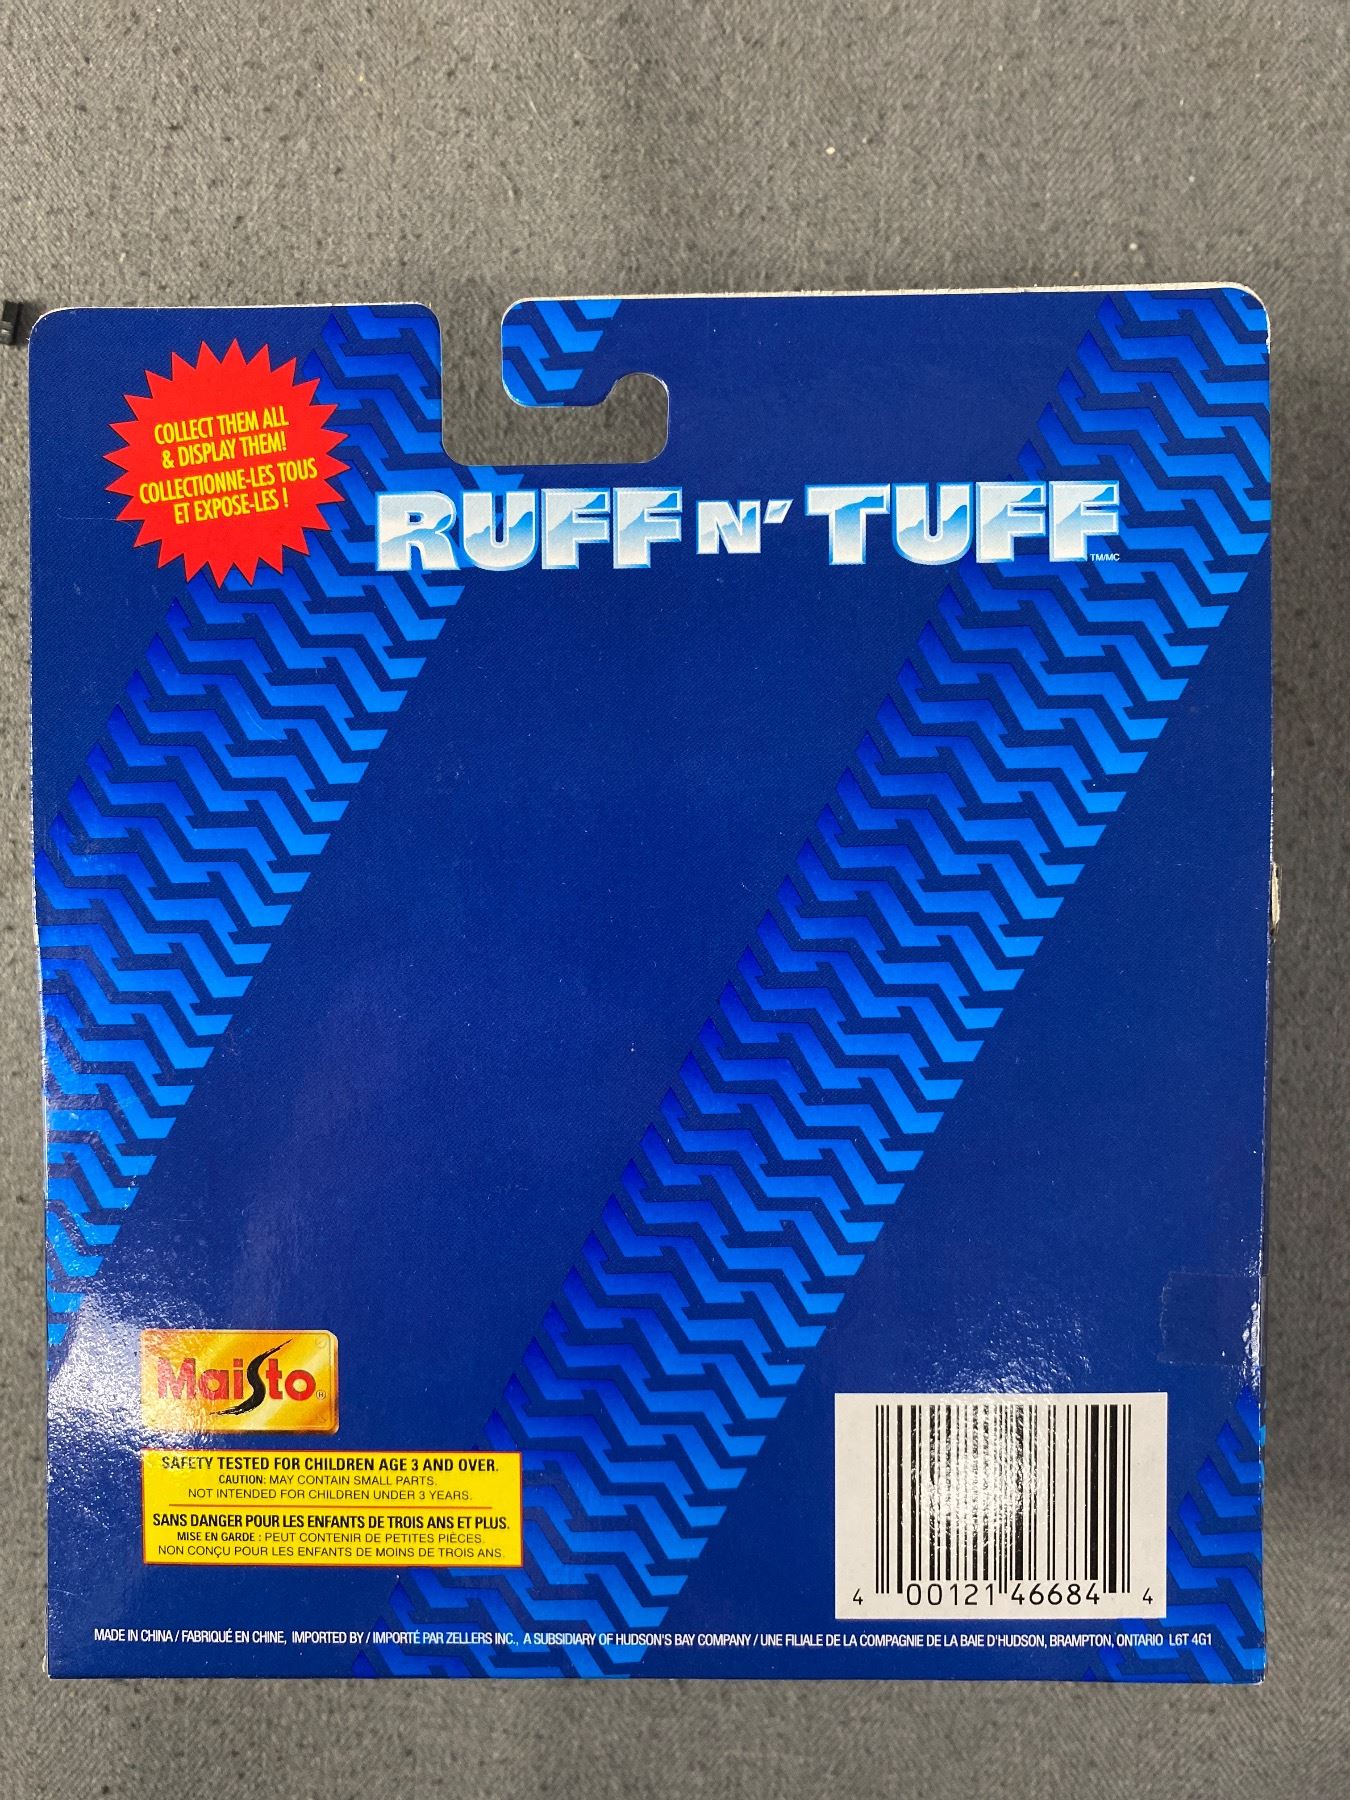 COLLECT THEM ALL
& DISPLAY THEM!
COLLECTIONNE-LES TOUS
ET EXPOSE-LES !
RUFF N' TUFF
TM/MC
Maisto®
SAFETY TESTED FOR CHILDREN AGE 3 AND OVER.
CAUTION: MAY CONTAIN SMALL PARTS.
NOT INTENDED FOR CHILDREN UNDER 3 YEARS.
SANS DANGER POUR LES ENFANTS DE TROIS ANS ET PLUS.
MISE EN GARDE : PEUT CONTENIR DE PETITES PIÈCES.
NON CONÇU POUR LES ENFANTS DE MOINS DE TROIS ANS.
4 00121 46684 4
MADE IN CHINA / FABRIQUÉ EN CHINE, IMPORTED BY / IMPORTÉ PAR ZELLERS INC., A SUBSIDIARY OF HUDSON'S BAY COMPANY / UNE FILIALE DE LA COMPAGNIE DE LA BAIE D'HUDSON, BRAMPTON, ONTARIO L6T 4G1